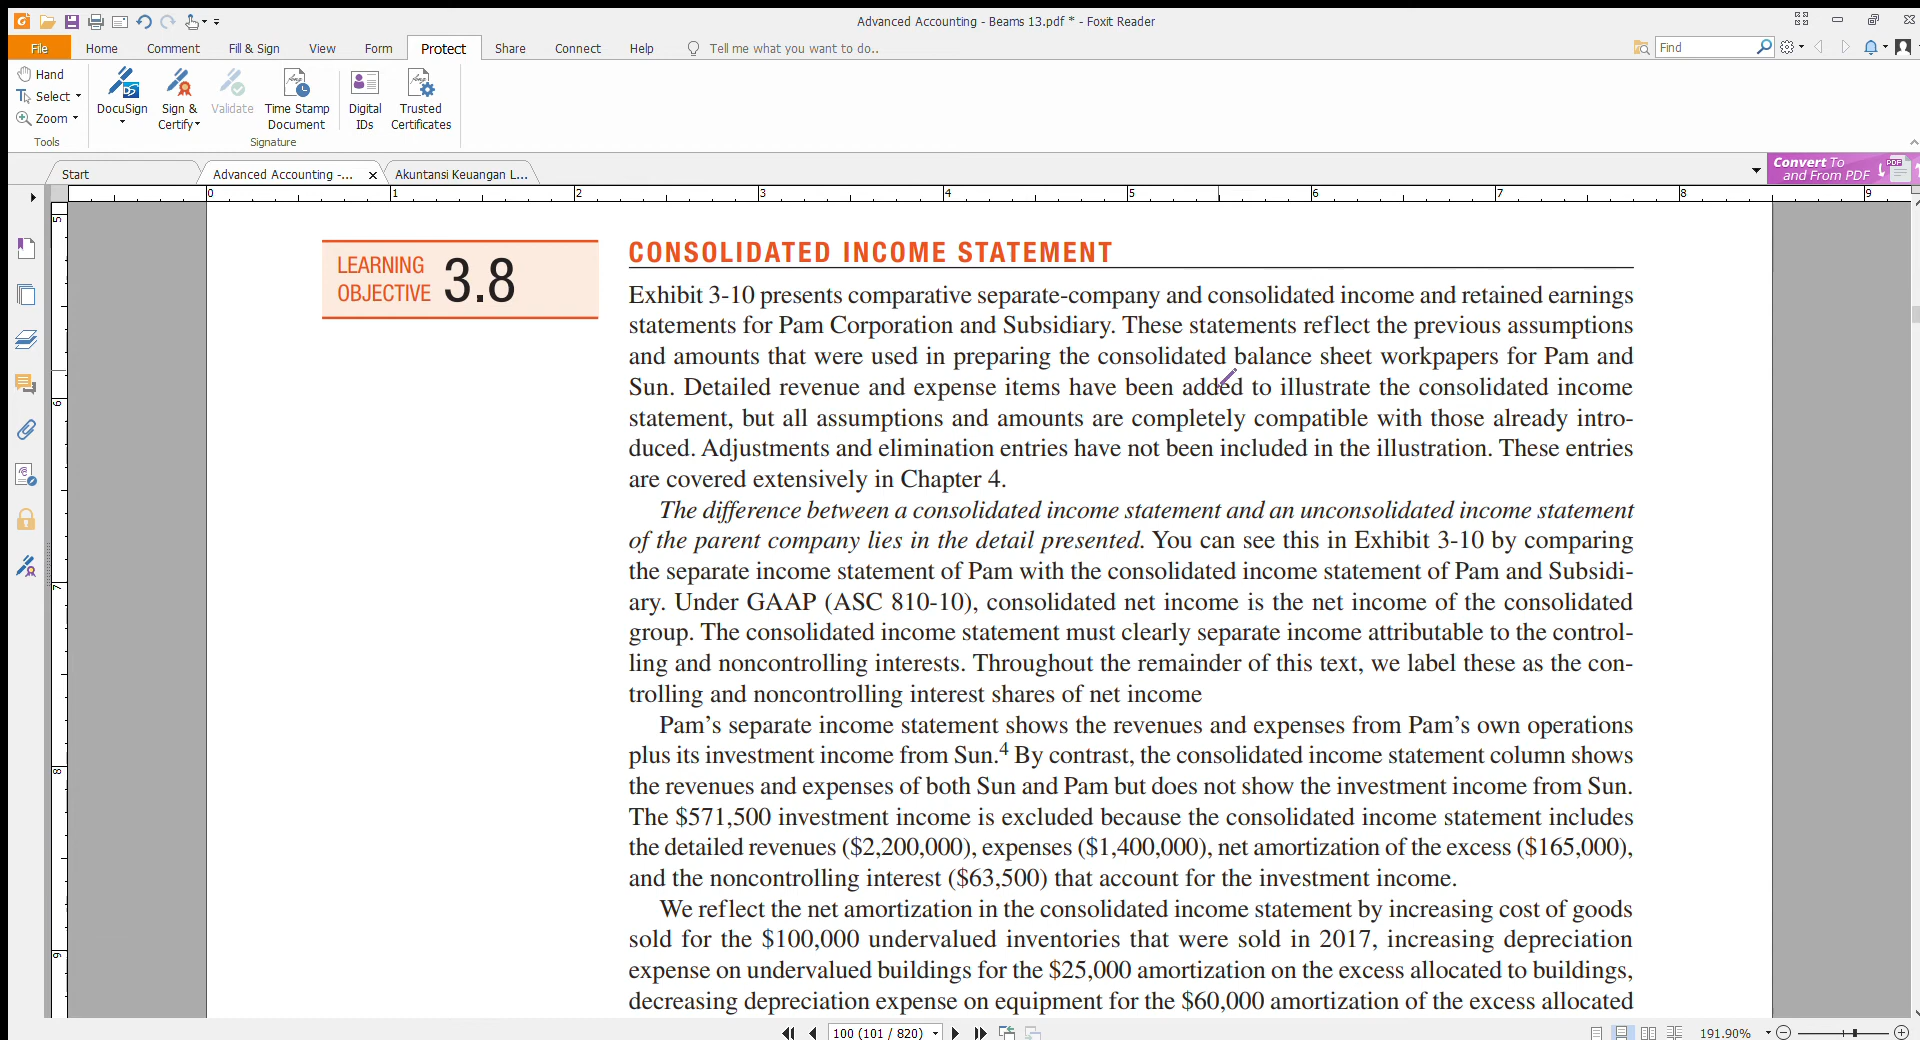 Advanced Accounting - Beams 13.pdf * - Foxit Reader
File Home Comment Fill & Sign View Form Protect Share Connect Help Tell me what you want to do.. Find
Hand
Select
Zoom
Tools
DocuSign
Sign & Certify
Validate
Time Stamp Document
Signature
Digital IDs
Trusted Certificates
Start Advanced Accounting -... Akuntansi Keuangan L...
Convert To
and From PDF
PDF
0 1 2 3 4 5 6 7 8 9
5
6
7
8
9
LEARNING
OBJECTIVE 3.8
CONSOLIDATED INCOME STATEMENT
Exhibit 3-10 presents comparative separate-company and consolidated income and retained earnings
statements for Pam Corporation and Subsidiary. These statements reflect the previous assumptions
and amounts that were used in preparing the consolidated balance sheet workpapers for Pam and
Sun. Detailed revenue and expense items have been added to illustrate the consolidated income
statement, but all assumptions and amounts are completely compatible with those already intro-
duced. Adjustments and elimination entries have not been included in the illustration. These entries
are covered extensively in Chapter 4.
The difference between a consolidated income statement and an unconsolidated income statement
of the parent company lies in the detail presented. You can see this in Exhibit 3-10 by comparing
the separate income statement of Pam with the consolidated income statement of Pam and Subsidi-
ary. Under GAAP (ASC 810-10), consolidated net income is the net income of the consolidated
group. The consolidated income statement must clearly separate income attributable to the control-
ling and noncontrolling interests. Throughout the remainder of this text, we label these as the con-
trolling and noncontrolling interest shares of net income
Pam's separate income statement shows the revenues and expenses from Pam's own operations
plus its investment income from Sun.4 By contrast, the consolidated income statement column shows
the revenues and expenses of both Sun and Pam but does not show the investment income from Sun.
The $571,500 investment income is excluded because the consolidated income statement includes
the detailed revenues ($2,200,000), expenses ($1,400,000), net amortization of the excess ($165,000),
and the noncontrolling interest ($63,500) that account for the investment income.
We reflect the net amortization in the consolidated income statement by increasing cost of goods
sold for the $100,000 undervalued inventories that were sold in 2017, increasing depreciation
expense on undervalued buildings for the $25,000 amortization on the excess allocated to buildings,
decreasing depreciation expense on equipment for the $60,000 amortization of the excess allocated
100 (101 / 820) 191.90%